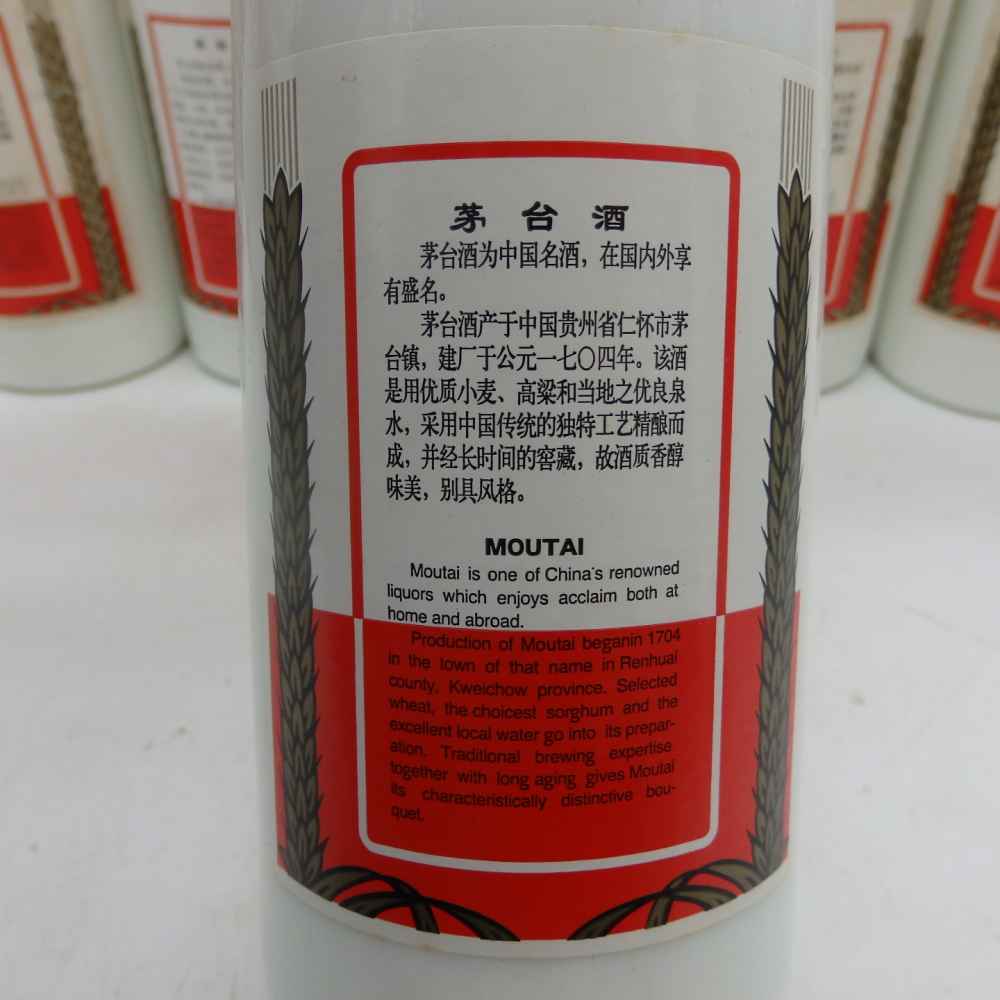 茅台酒
茅台酒为中国名酒，在国内外享
有盛名。
茅台酒产于中国贵州省仁怀市茅
台镇，建厂于公元一七〇四年。该酒
是用优质小麦、高粱和当地之优良泉
水，采用中国传统的独特工艺精酿而
成，并经长时间的窖藏，故酒质香醇
味美，别具风格。
MOUTAI
Moutai is one of China's renowned
liquors which enjoys acclaim both at
home and abroad.
Production of Moutai beganin 1704
in the town of that name in Renhuai
county, Kweichow province. Selected
wheat, the choicest sorghum and the
excellent local water go into its prepar-
ation. Traditional brewing expertise
together with long aging gives Moutai
its characteristically distinctive bou-
quet.